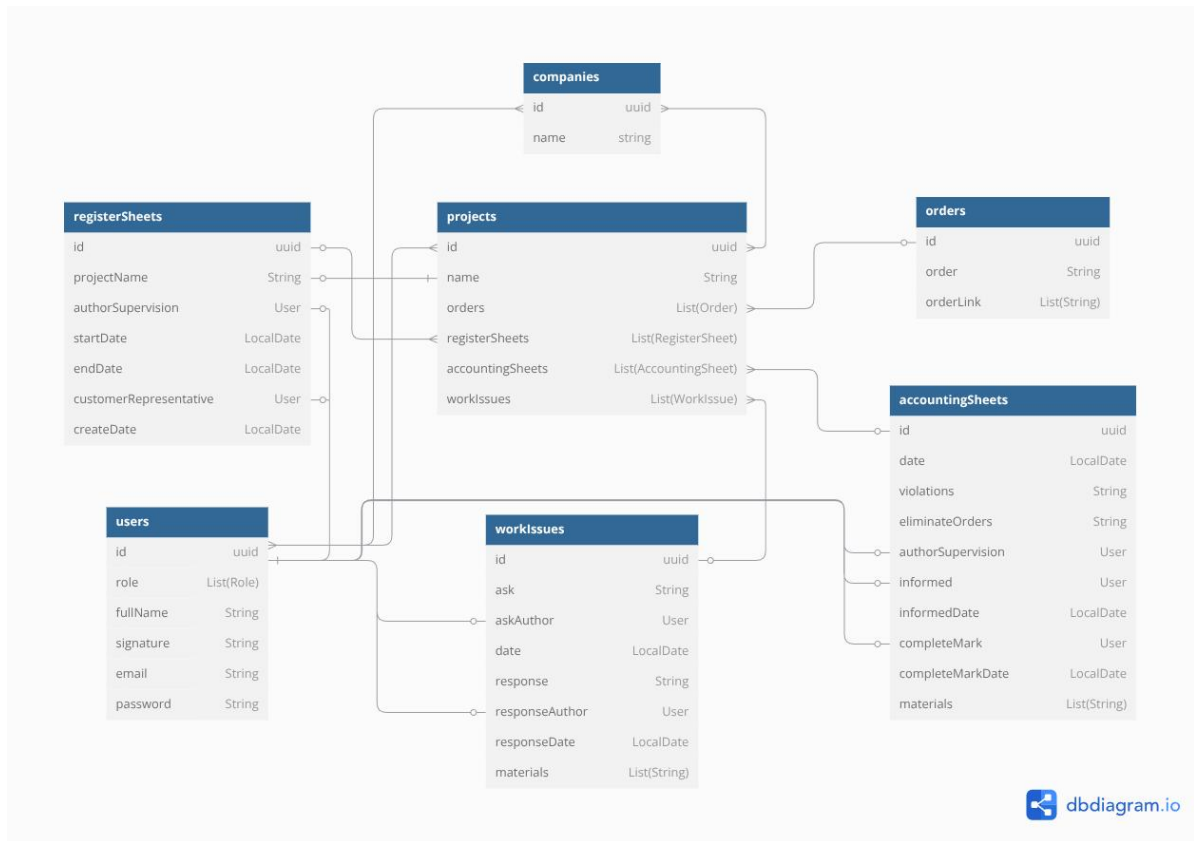 companies
id uuid
name string
registerSheets
id uuid
projectName String
authorSupervision User
startDate LocalDate
endDate LocalDate
customerRepresentative User
createDate LocalDate
projects
id uuid
name String
orders List(Order)
registerSheets List(RegisterSheet)
accountingSheets List(AccountingSheet)
workIssues List(WorkIssue)
orders
id uuid
order String
orderLink List(String)
accountingSheets
id uuid
date LocalDate
violations String
eliminateOrders String
authorSupervision User
informed User
informedDate LocalDate
completeMark User
completeMarkDate LocalDate
materials List(String)
users
id uuid
role List(Role)
fullName String
signature String
email String
password String
workIssues
id uuid
ask String
askAuthor User
date LocalDate
response String
responseAuthor User
responseDate LocalDate
materials List(String)
dbdiagram.io